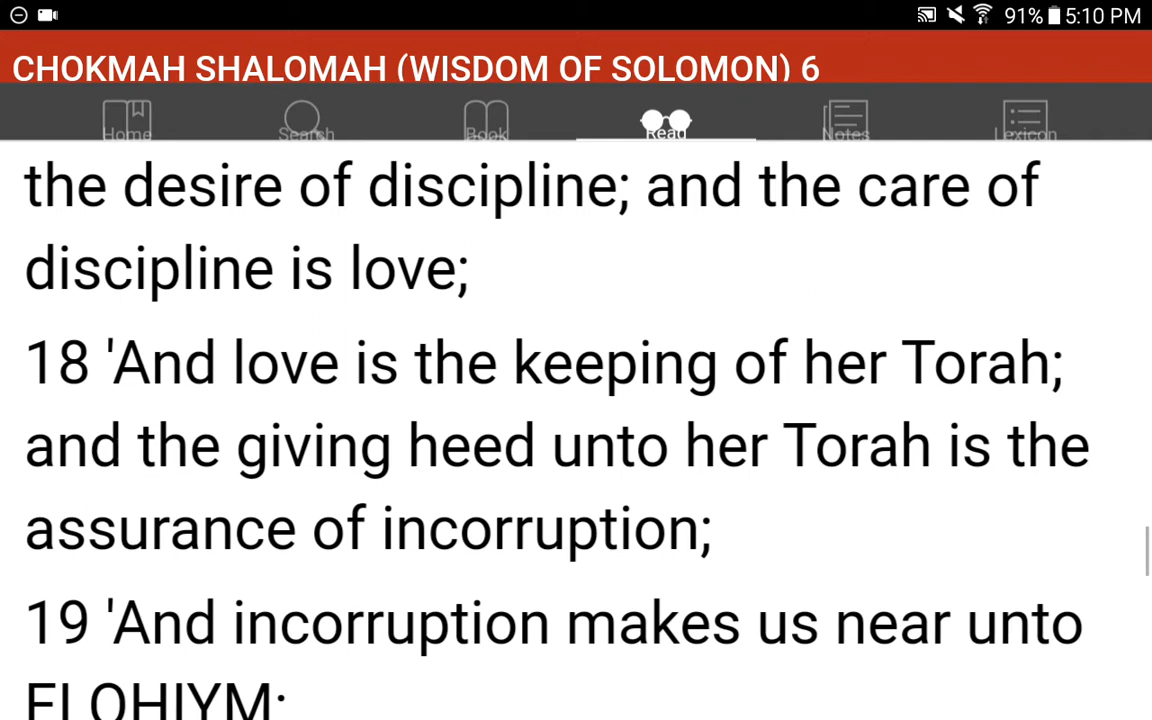 91% 5:10 PM
CHOKMAH SHALOMAH (WISDOM OF SOLOMON) 6
Home Search Book Read Notes Lexicon
the desire of discipline; and the care of
discipline is love;
18 'And love is the keeping of her Torah;
and the giving heed unto her Torah is the
assurance of incorruption;
19 'And incorruption makes us near unto
ELOHIYM: